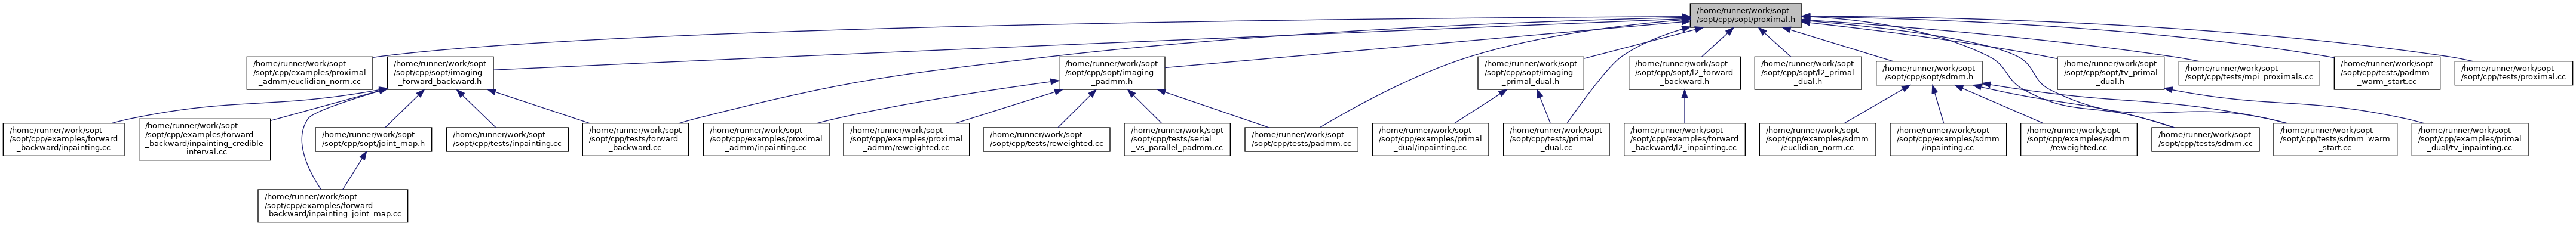 /home/runner/work/sopt
/sopt/cpp/sopt/proximal.h
/home/runner/work/sopt
/sopt/cpp/examples/proximal
_admm/euclidian_norm.cc
/home/runner/work/sopt
/sopt/cpp/sopt/imaging
_forward_backward.h
/home/runner/work/sopt
/sopt/cpp/sopt/imaging
_padmm.h
/home/runner/work/sopt
/sopt/cpp/sopt/imaging
_primal_dual.h
/home/runner/work/sopt
/sopt/cpp/sopt/l2_forward
_backward.h
/home/runner/work/sopt
/sopt/cpp/sopt/l2_primal
_dual.h
/home/runner/work/sopt
/sopt/cpp/sopt/sdmm.h
/home/runner/work/sopt
/sopt/cpp/sopt/tv_primal
_dual.h
/home/runner/work/sopt
/sopt/cpp/tests/mpi_proximals.cc
/home/runner/work/sopt
/sopt/cpp/tests/padmm
_warm_start.cc
/home/runner/work/sopt
/sopt/cpp/tests/proximal.cc
/home/runner/work/sopt
/sopt/cpp/examples/forward
_backward/inpainting.cc
/home/runner/work/sopt
/sopt/cpp/examples/forward
_backward/inpainting_credible
_interval.cc
/home/runner/work/sopt
/sopt/cpp/sopt/joint_map.h
/home/runner/work/sopt
/sopt/cpp/tests/inpainting.cc
/home/runner/work/sopt
/sopt/cpp/tests/forward
_backward.cc
/home/runner/work/sopt
/sopt/cpp/examples/proximal
_admm/inpainting.cc
/home/runner/work/sopt
/sopt/cpp/examples/proximal
_admm/reweighted.cc
/home/runner/work/sopt
/sopt/cpp/tests/reweighted.cc
/home/runner/work/sopt
/sopt/cpp/tests/serial
_vs_parallel_padmm.cc
/home/runner/work/sopt
/sopt/cpp/tests/padmm.cc
/home/runner/work/sopt
/sopt/cpp/examples/primal
_dual/inpainting.cc
/home/runner/work/sopt
/sopt/cpp/tests/primal
_dual.cc
/home/runner/work/sopt
/sopt/cpp/examples/forward
_backward/l2_inpainting.cc
/home/runner/work/sopt
/sopt/cpp/examples/sdmm
/euclidian_norm.cc
/home/runner/work/sopt
/sopt/cpp/examples/sdmm
/inpainting.cc
/home/runner/work/sopt
/sopt/cpp/examples/sdmm
/reweighted.cc
/home/runner/work/sopt
/sopt/cpp/tests/sdmm.cc
/home/runner/work/sopt
/sopt/cpp/tests/sdmm_warm
_start.cc
/home/runner/work/sopt
/sopt/cpp/examples/primal
_dual/tv_inpainting.cc
/home/runner/work/sopt
/sopt/cpp/examples/forward
_backward/inpainting_joint_map.cc